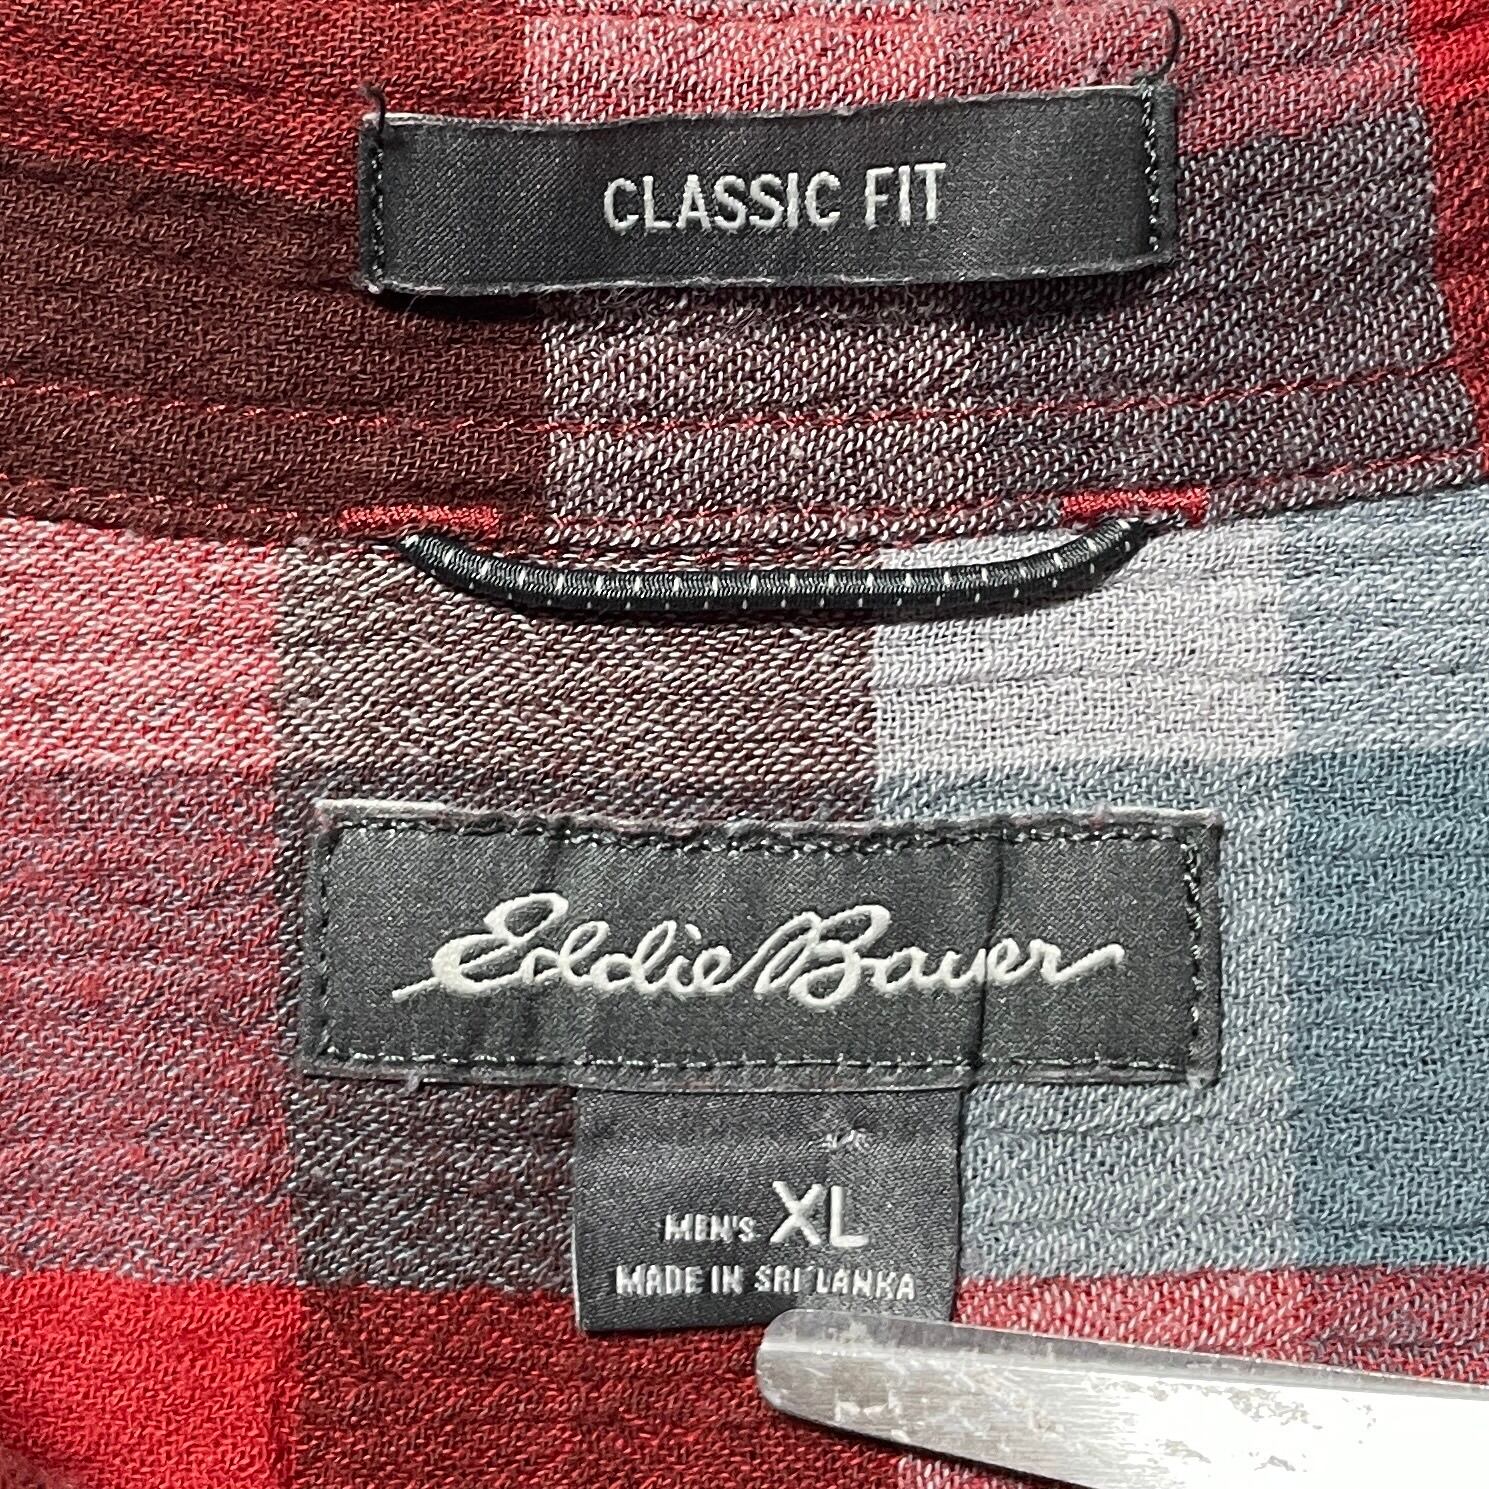 CLASSIC FIT
Eddie Bauer
MEN'S XL
MADE IN SRI LANKA